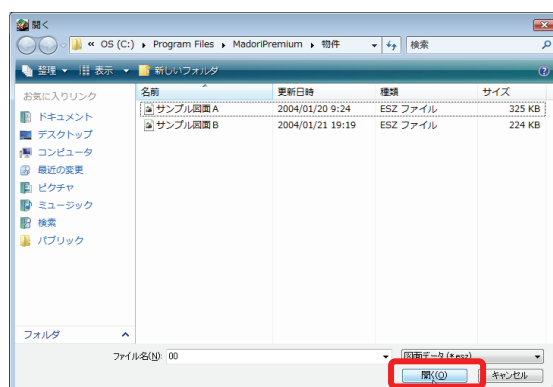 開く
« OS (C:) ▸ Program Files ▸ MadoriPremium ▸ 物件 検索
整理 表示 新しいフォルダ
お気に入りリンク
ドキュメント
デスクトップ
コンピュータ
最近の変更
ピクチャ
ミュージック
検索
パブリック
フォルダ
名前 更新日時 種類 サイズ
サンプル図面A 2004/01/20 9:24 ESZ ファイル 325 KB
サンプル図面B 2004/01/21 19:19 ESZ ファイル 224 KB
ファイル名(N): 00 図面データ(*.esz)
開く(O) キャンセル